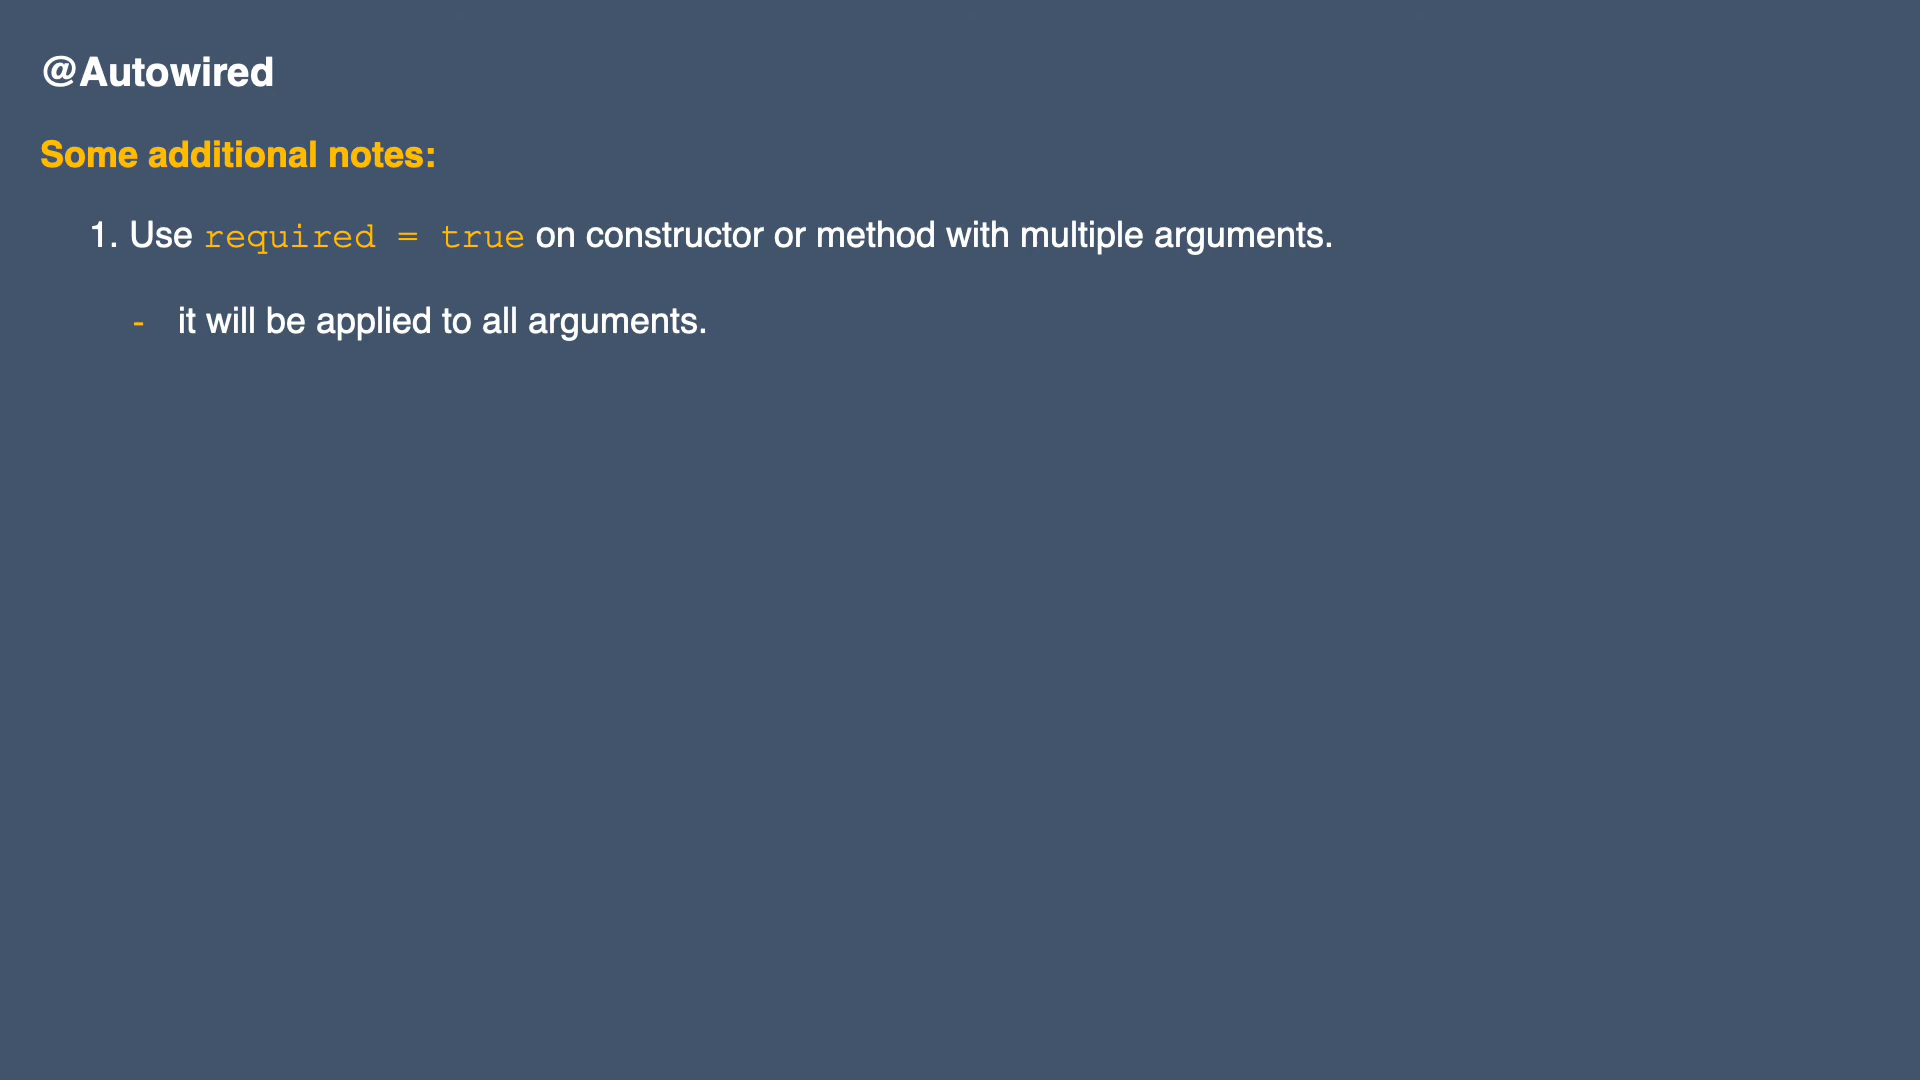 @Autowired
Some additional notes:
1. Use required = true on constructor or method with multiple arguments.
- it will be applied to all arguments.